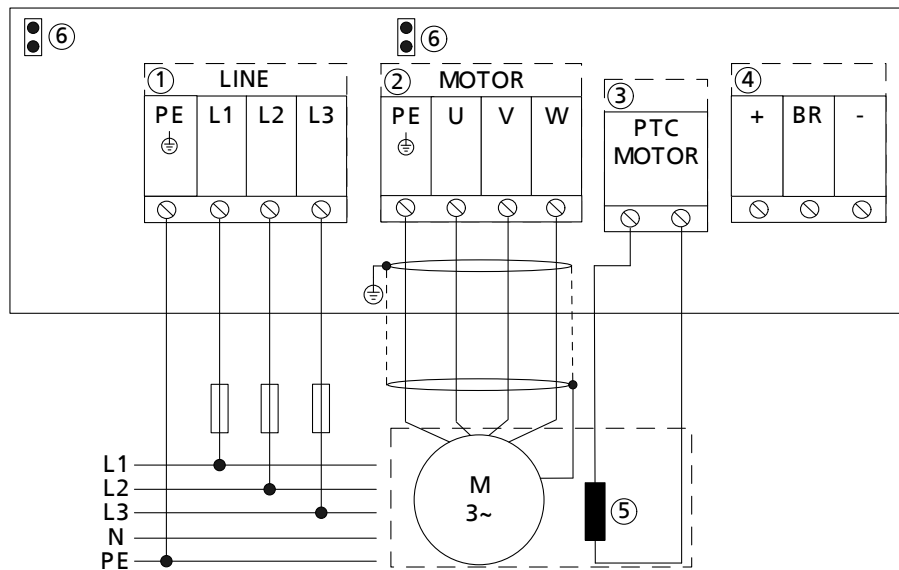 ⑥ ⑥
① LINE
PE L1 L2 L3
② MOTOR
PE U V W
③
PTC
MOTOR
④
+ BR -
L1
L2
L3
N
PE
M
3~
⑤